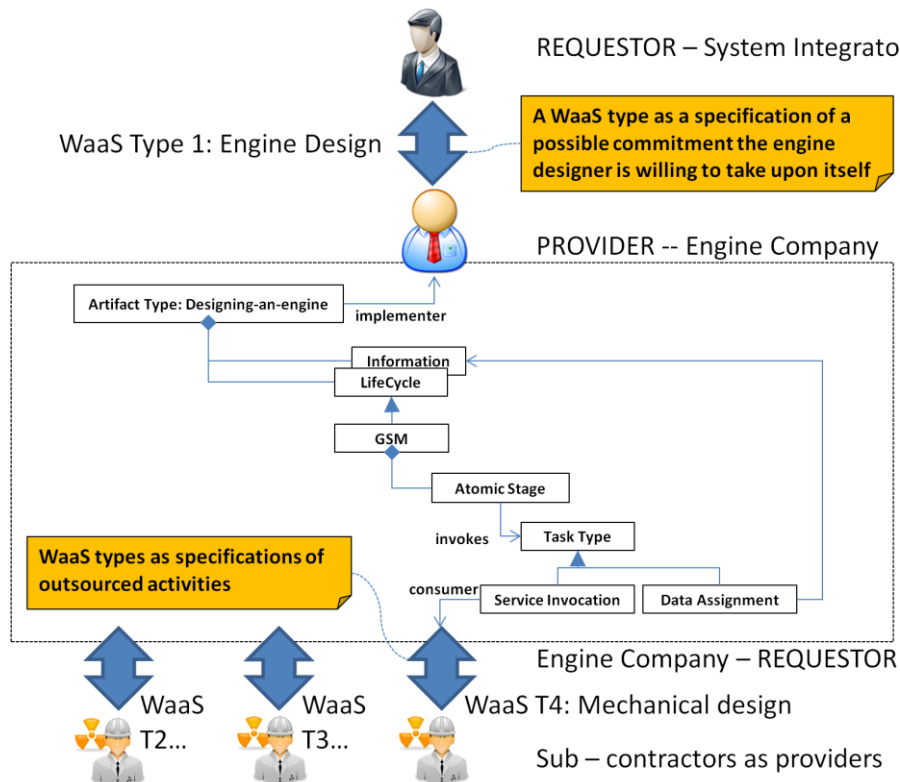 REQUESTOR – System Integrato
WaaS Type 1: Engine Design
A WaaS type as a specification of a
possible commitment the engine
designer is willing to take upon itself
PROVIDER -- Engine Company
Artifact Type: Designing-an-engine
implementer
Information
LifeCycle
GSM
Atomic Stage
invokes
Task Type
WaaS types as specifications of
outsourced activities
consumer
Service Invocation
Data Assignment
Engine Company – REQUESTOR
WaaS
T2...
WaaS
T3...
WaaS T4: Mechanical design
Sub – contractors as providers